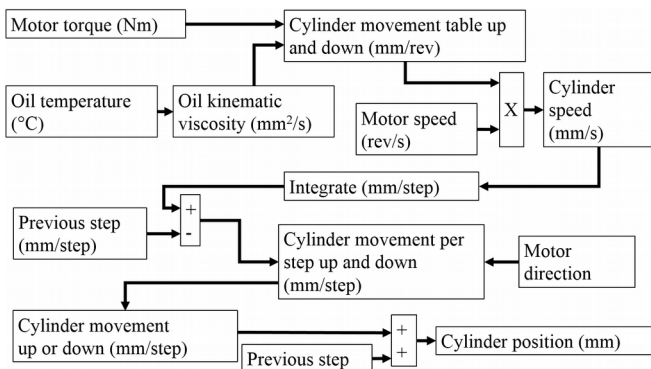 Motor torque (Nm)
Cylinder movement table up
and down (mm/rev)
Oil temperature
(°C)
Oil kinematic
viscosity (mm²/s)
Motor speed
(rev/s)
X
Cylinder
speed
(mm/s)
Integrate (mm/step)
Previous step
(mm/step)
+
-
Cylinder movement per
step up and down
(mm/step)
Motor
direction
Cylinder movement
up or down (mm/step)
Previous step
+
+
Cylinder position (mm)